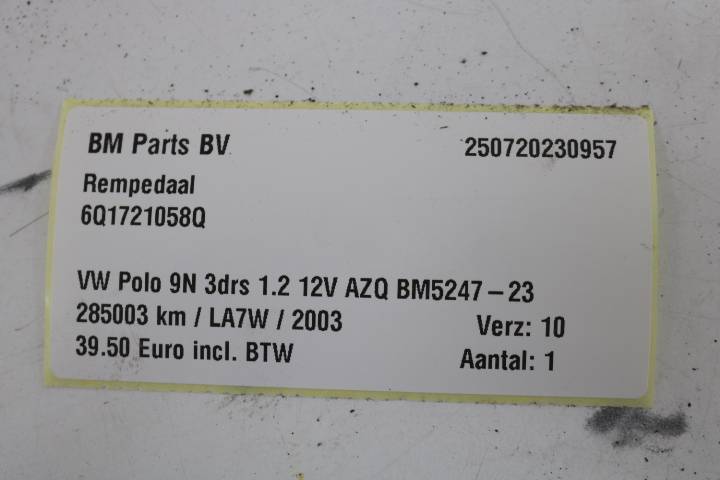 BM Parts BV 250720230957
Rempedaal
6Q1721058Q
VW Polo 9N 3drs 1.2 12V AZQ BM5247-23
285003 km / LA7W / 2003 Verz: 10
39.50 Euro incl. BTW Aantal: 1